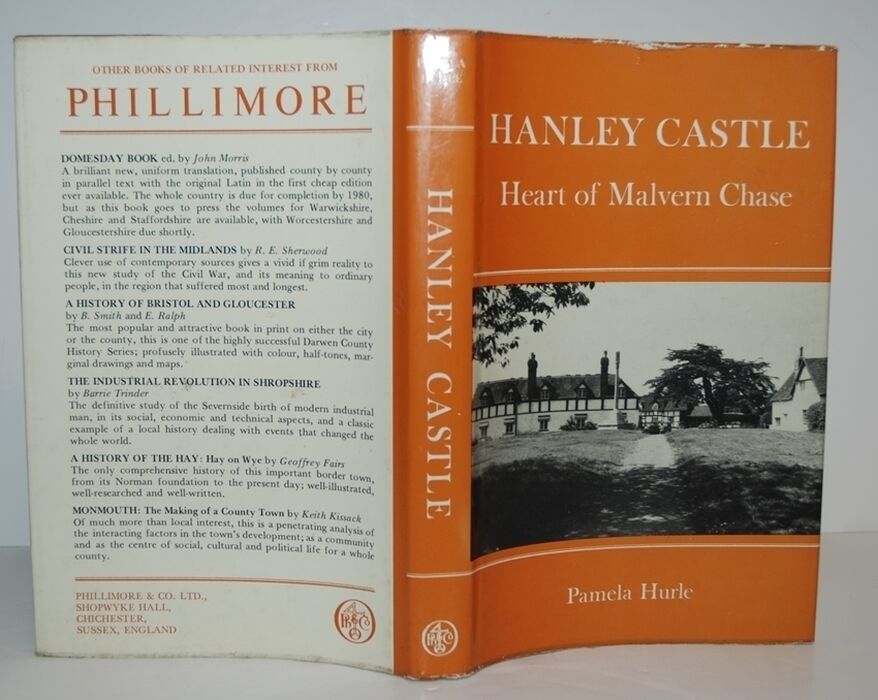 OTHER BOOKS OF RELATED INTEREST FROM
PHILLIMORE
DOMESDAY BOOK ed. by John Morris
A brilliant new, uniform translation, published county by county
in parallel text with the original Latin in the first cheap edition
ever available. The whole country is due for completion by 1980,
but as this book goes to press the volumes for Warwickshire,
Cheshire and Staffordshire are available, with Worcestershire and
Gloucestershire due shortly.
CIVIL STRIFE IN THE MIDLANDS by R. E. Sherwood
Clever use of contemporary sources gives a vivid if grim reality to
this new study of the Civil War, and its meaning to ordinary
people, in the region that suffered most and longest.
A HISTORY OF BRISTOL AND GLOUCESTER
by B. Smith and E. Ralph
The most popular and attractive book in print on either the city
or the county, this is one of the highly successful Darwen County
History Series; profusely illustrated with colour, half-tones, mar-
ginal drawings and maps.
THE INDUSTRIAL REVOLUTION IN SHROPSHIRE
by Barrie Trinder
The definitive study of the Severnside birth of modern industrial
man, in its social, economic and technical aspects, and a classic
example of a local history dealing with events that changed the
whole world.
A HISTORY OF THE HAY: Hay on Wye by Geoffrey Fairs
The only comprehensive history of this important border town,
from its Norman foundation to the present day; well-illustrated,
well-researched and well-written.
MONMOUTH: The Making of a County Town by Keith Kissack
Of much more than local interest, this is a penetrating analysis of
the interacting factors in the town's development; as a community
and as the centre of social, cultural and political life for a whole
county.
PHILLIMORE & CO. LTD.,
SHOPWYKE HALL,
CHICHESTER,
SUSSEX, ENGLAND
HANLEY CASTLE
HANLEY CASTLE
Heart of Malvern Chase
Pamela Hurle